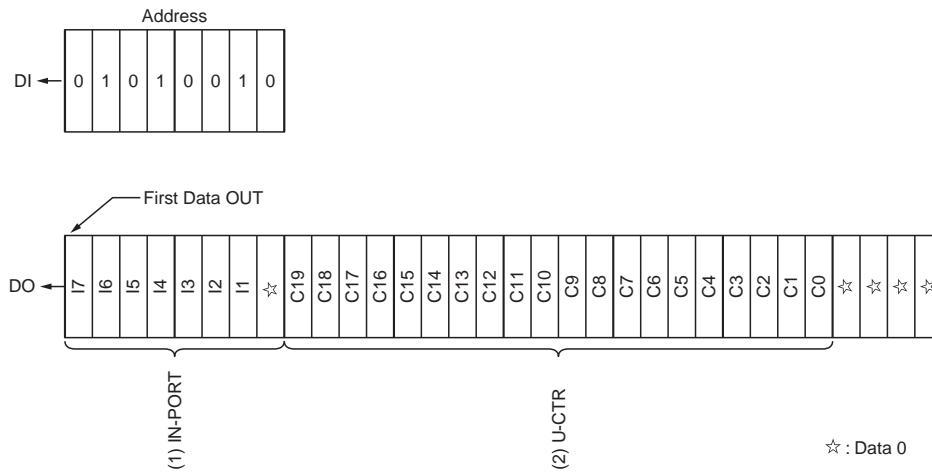 Address
DI 0 1 0 1 0 0 1 0
First Data OUT
DO I7 I6 I5 I4 I3 I2 I1 ☆ C19 C18 C17 C16 C15 C14 C13 C12 C11 C10 C9 C8 C7 C6 C5 C4 C3 C2 C1 C0 ☆ ☆ ☆ ☆
(1) IN-PORT
(2) U-CTR
☆ : Data 0